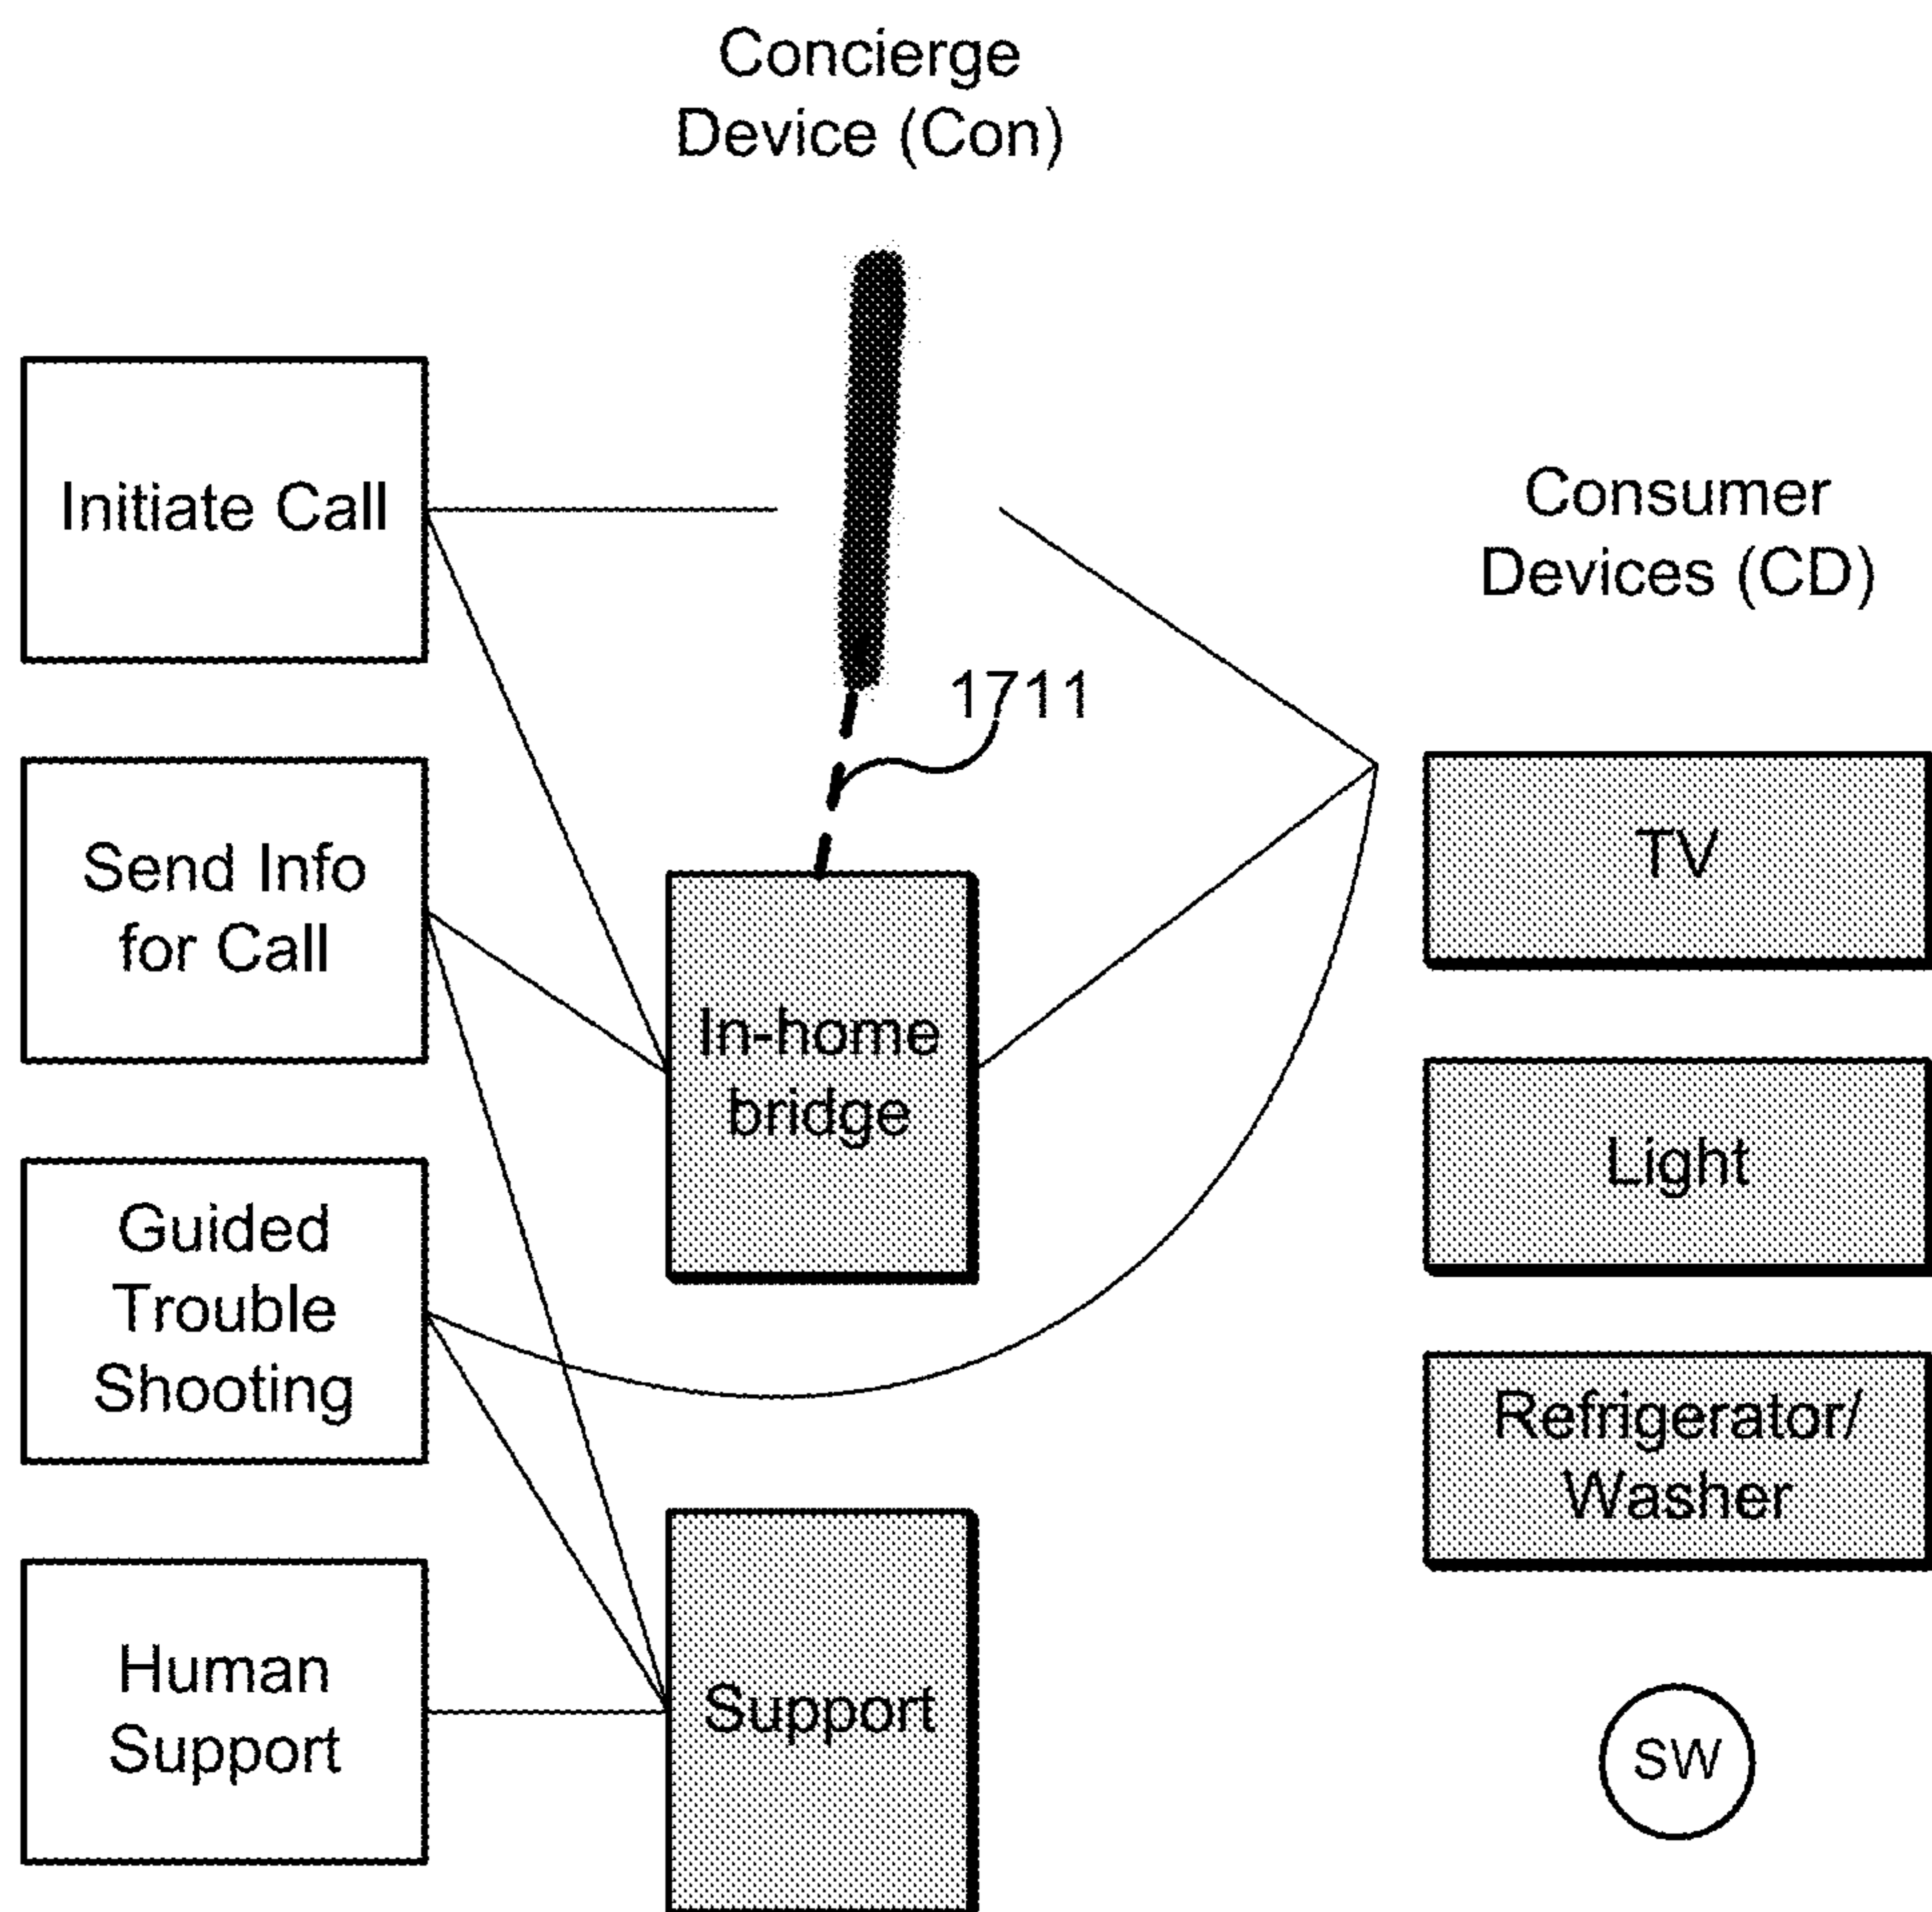 Concierge
Device (Con)
Initiate Call
Consumer
Devices (CD)
1711
Send Info
for Call
TV
In-home
bridge
Light
Guided
Trouble
Shooting
Refrigerator/
Washer
Human
Support
Support
SW